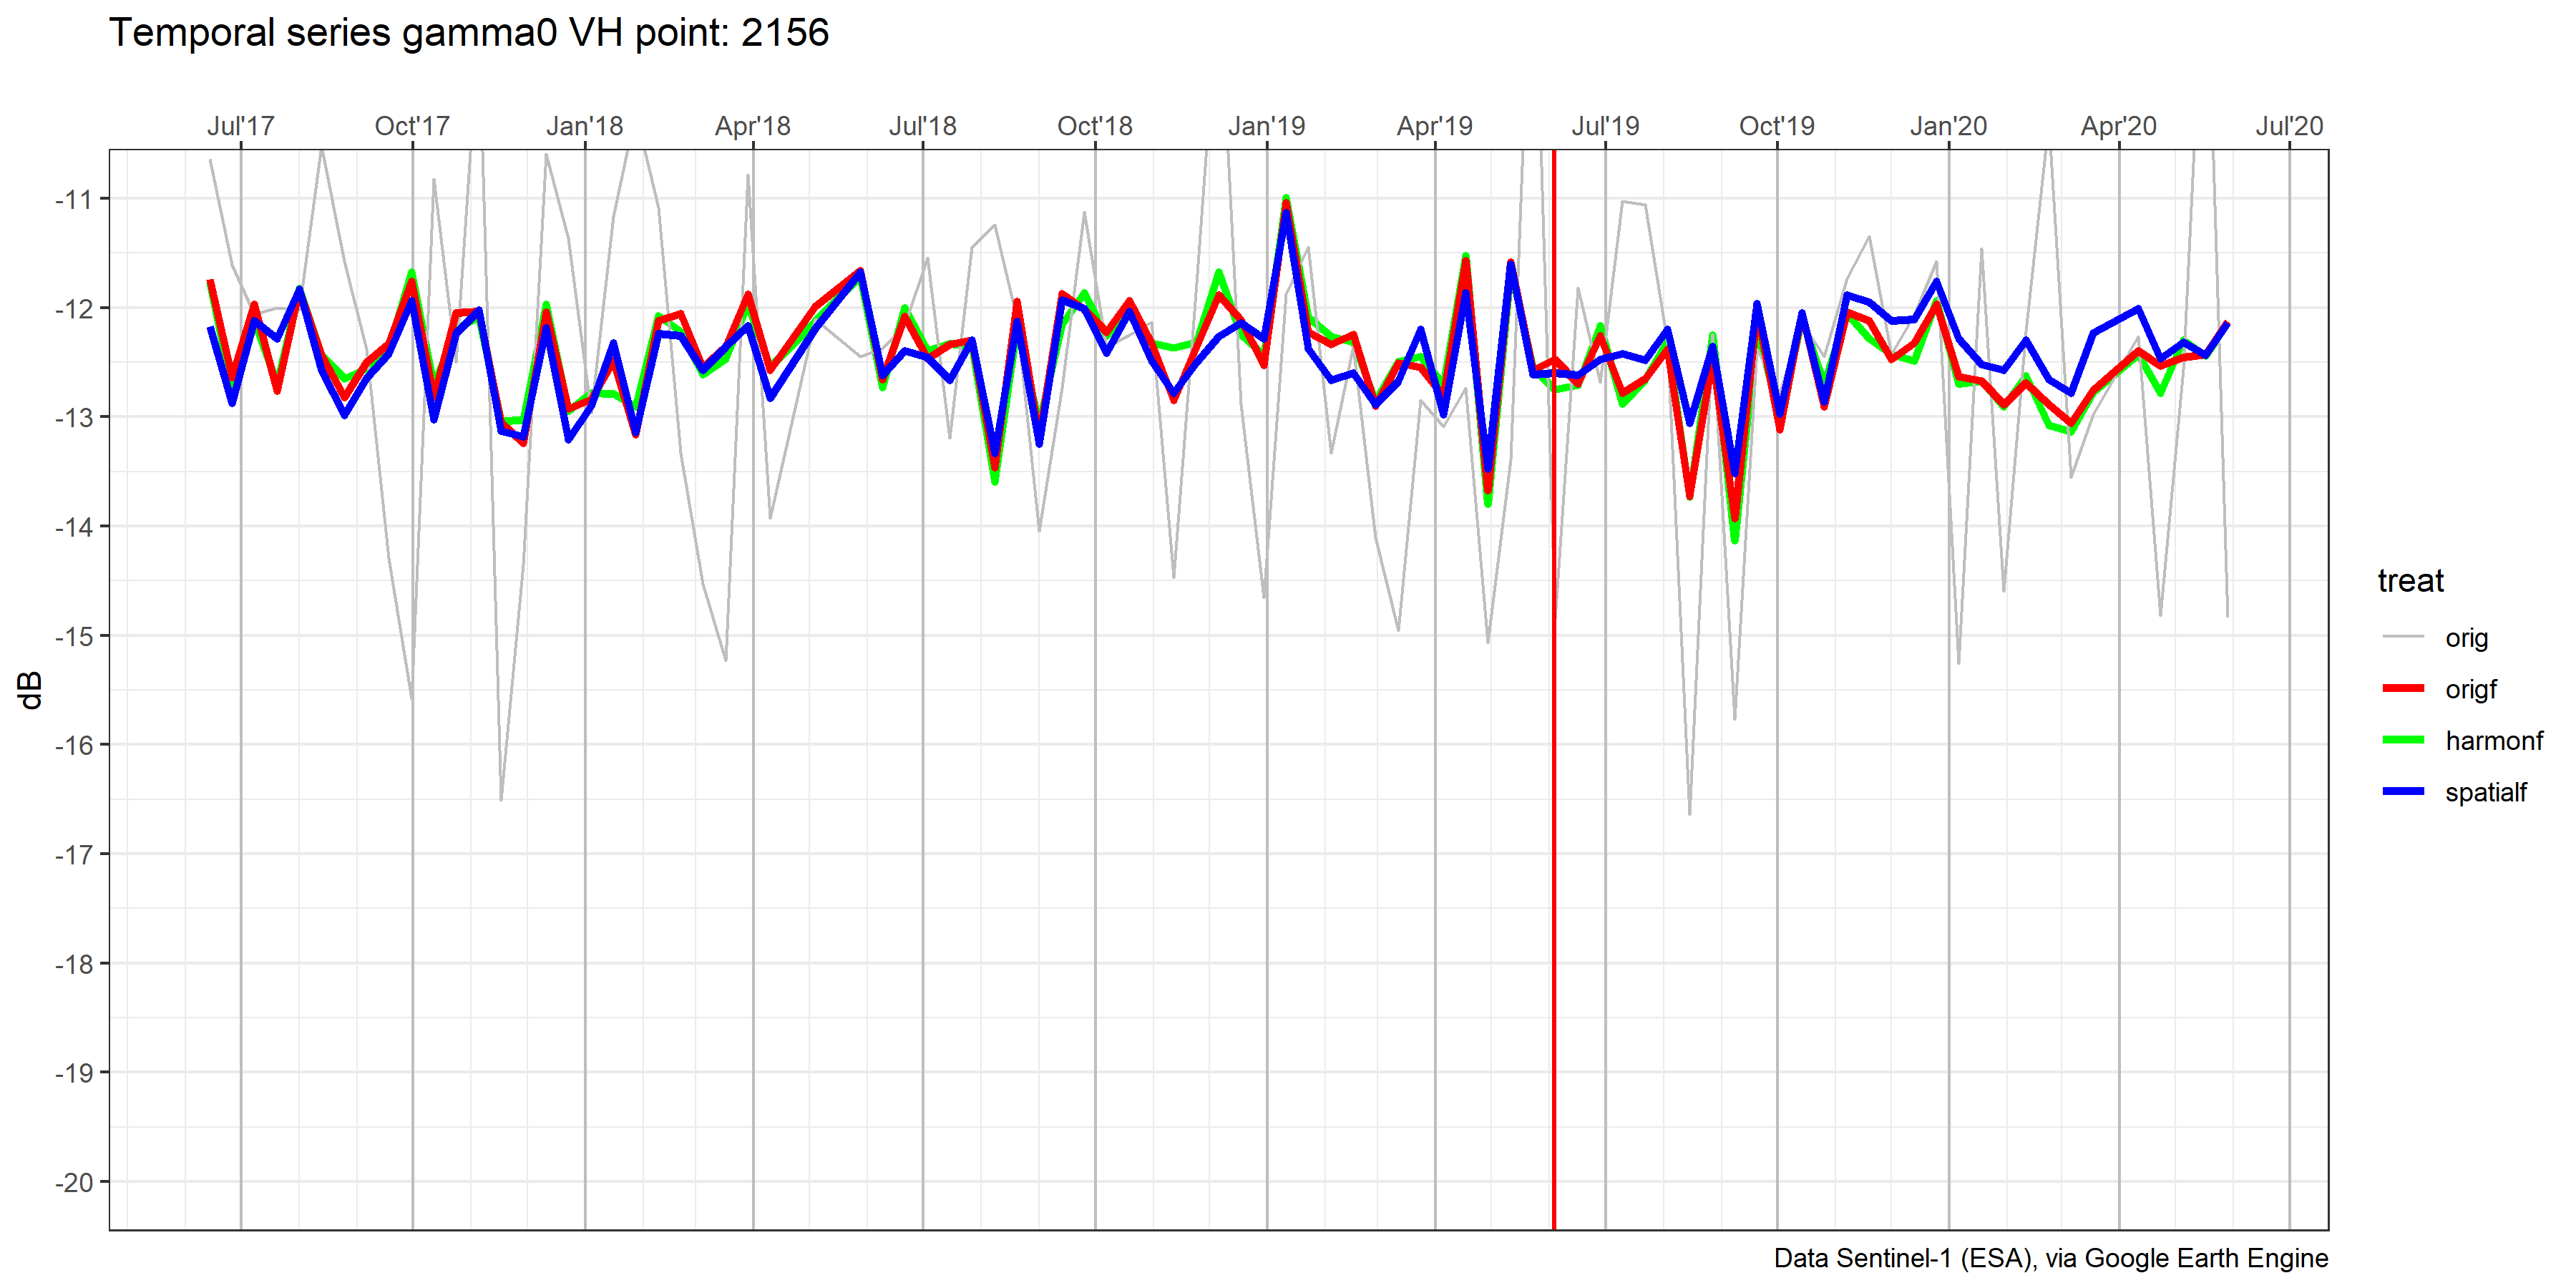 Temporal series gamma0 VH point: 2156
Jul'17 Oct'17 Jan'18 Apr'18 Jul'18 Oct'18 Jan'19 Apr'19 Jul'19 Oct'19 Jan'20 Apr'20 Jul'20
-11
-12
-13
-14
-15
-16
-17
-18
-19
-20
dB
treat
orig
origf
harmonf
spatialf
Data Sentinel-1 (ESA), via Google Earth Engine